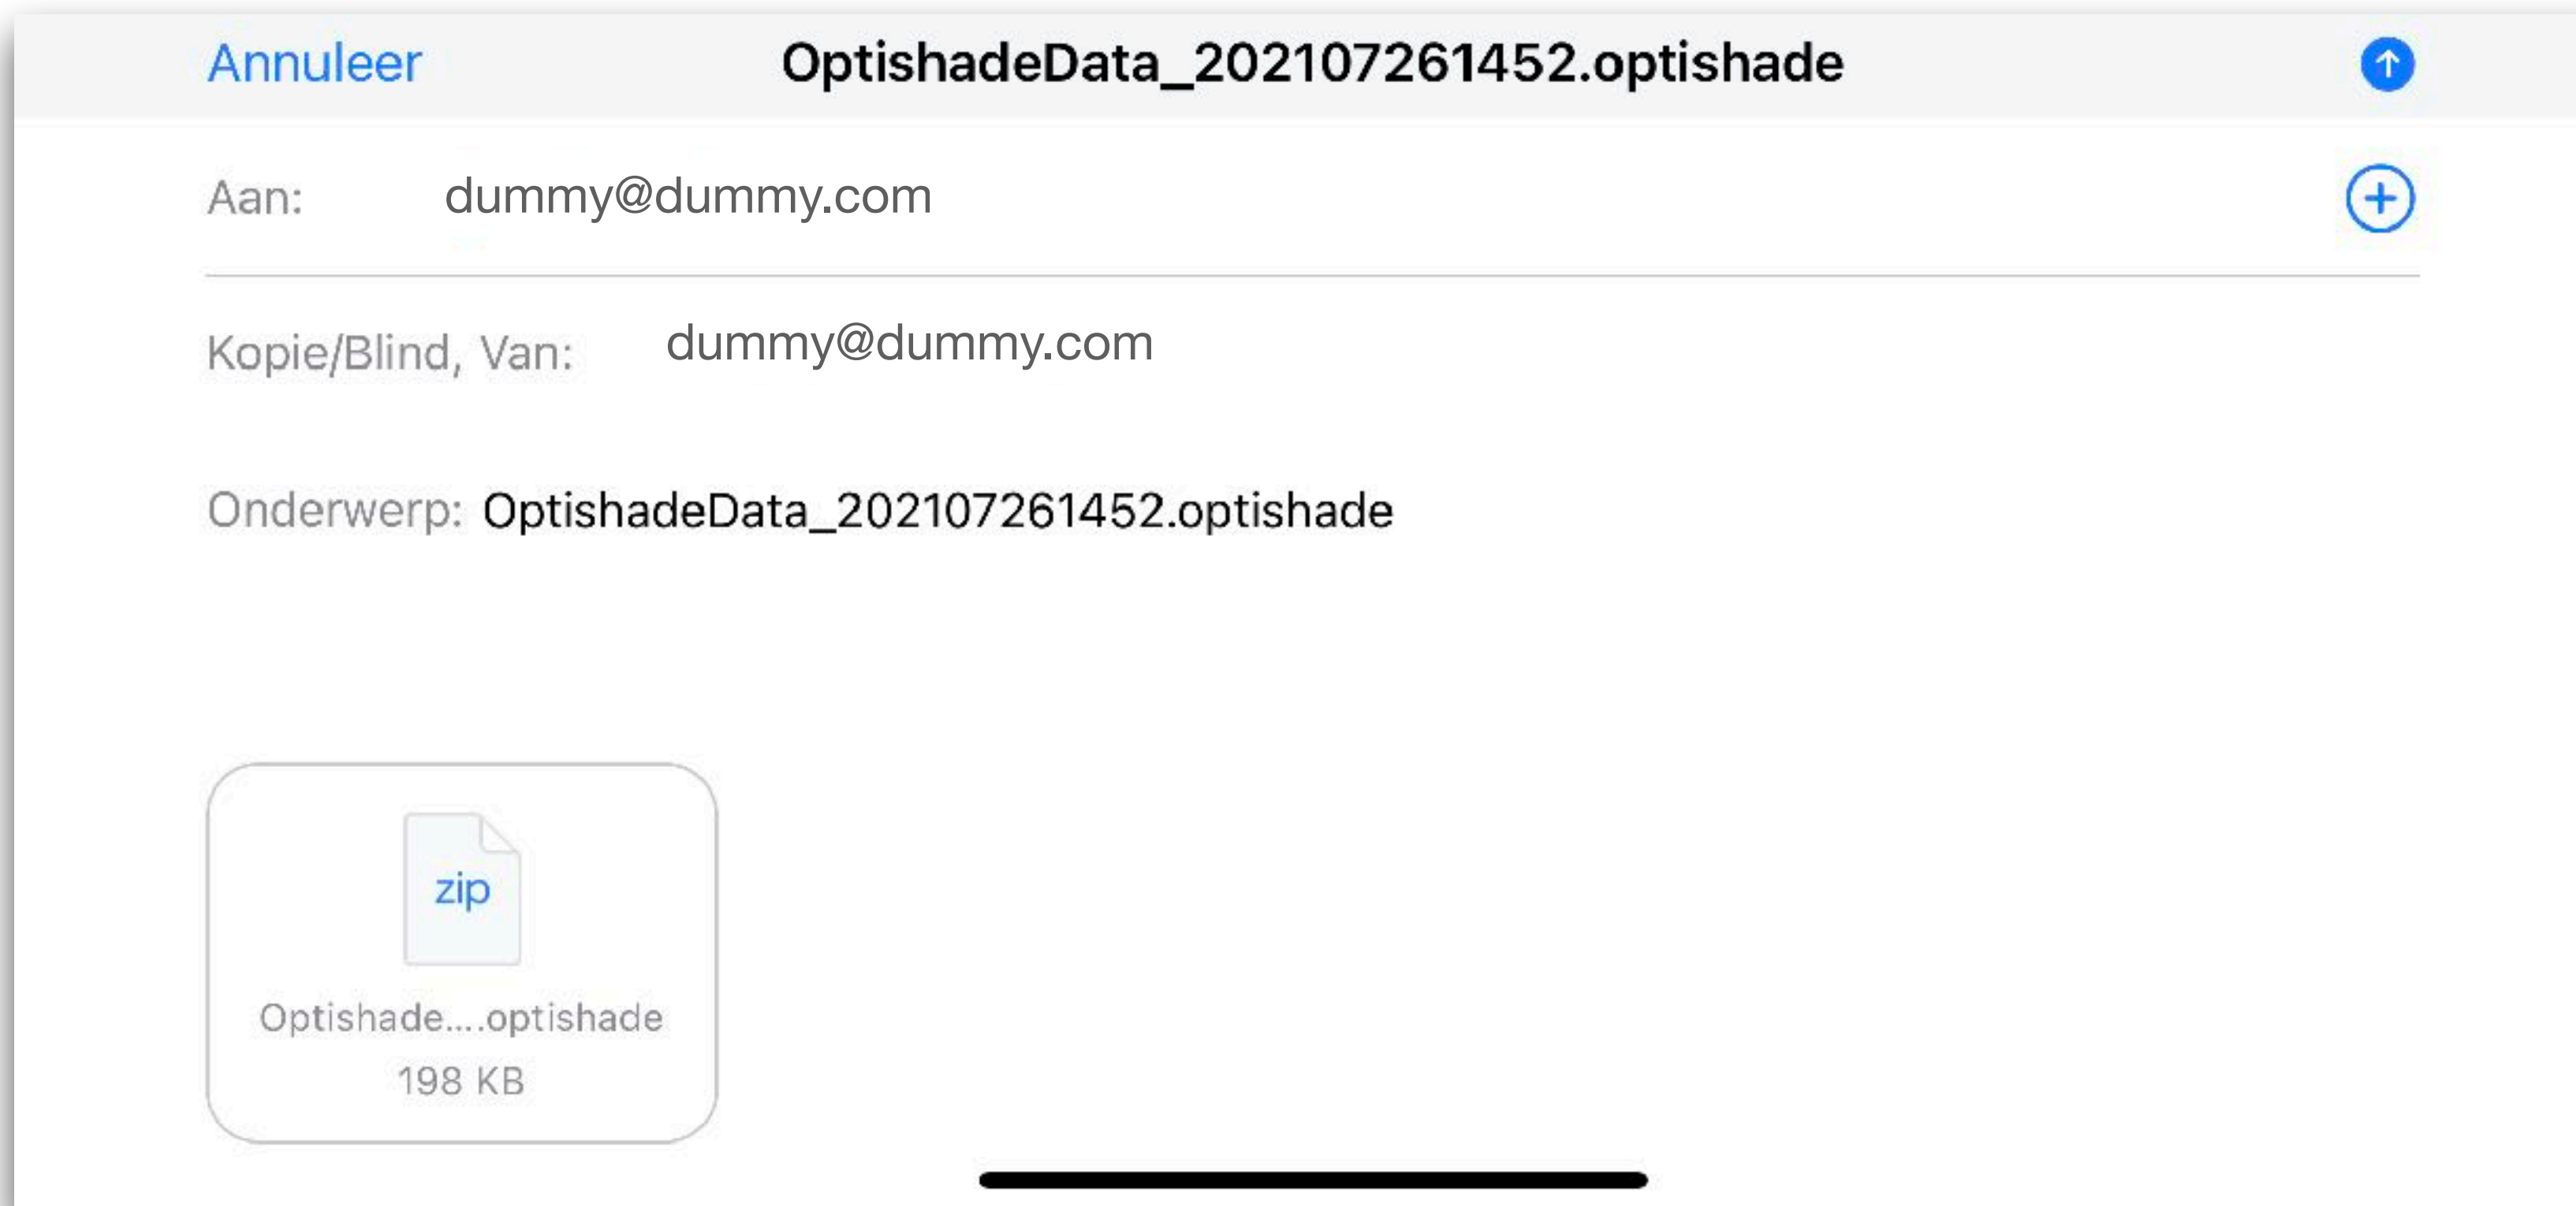 Annuleer OptishadeData_202107261452.optishade
Aan: dummy@dummy.com
Kopie/Blind, Van: dummy@dummy.com
Onderwerp: OptishadeData_202107261452.optishade
zip
Optishade....optishade
198 KB